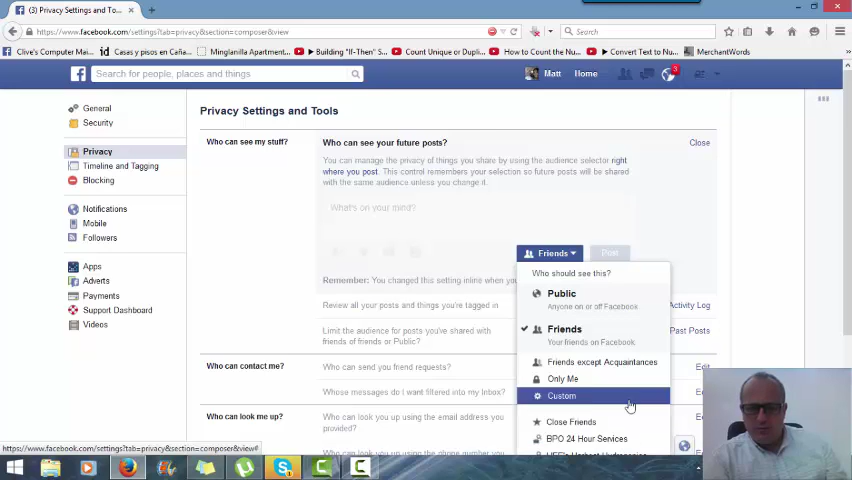 (3) Privacy Settings and To...
https://www.facebook.com/settings?tab=privacy&section=composer&view
Search
Clive's Computer Mai...
Casas y pisos en Caña...
Minglanilla Apartment...
Building "If-Then" S...
Count Unique or Duplic...
How to Count the Nu...
Convert Text to Nu...
MerchantWords
Search for people, places and things
Matt
Home
3
General
Security
Privacy
Timeline and Tagging
Blocking
Notifications
Mobile
Followers
Apps
Adverts
Payments
Support Dashboard
Videos
Privacy Settings and Tools
Who can see my stuff?
Who can see your future posts?
Close
You can manage the privacy of things you share by using the audience selector right
where you post. This control remembers your selection so future posts will be shared
with the same audience unless you change it.
What's on your mind?
Friends
Post
Remember: You changed this setting inline when you
Review all your posts and things you're tagged in
Activity Log
Limit the audience for posts you've shared with
friends of friends or Public?
Past Posts
Who should see this?
Public
Anyone on or off Facebook
Friends
Your friends on Facebook
Friends except Acquaintances
Only Me
Custom
Close Friends
BPO 24 Hour Services
Who can contact me?
Who can send you friend requests?
Edit
Whose messages do I want filtered into my Inbox?
Who can look me up?
Who can look you up using the email address you
provided?
https://www.facebook.com/settings?tab=privacy&section=composer&view#